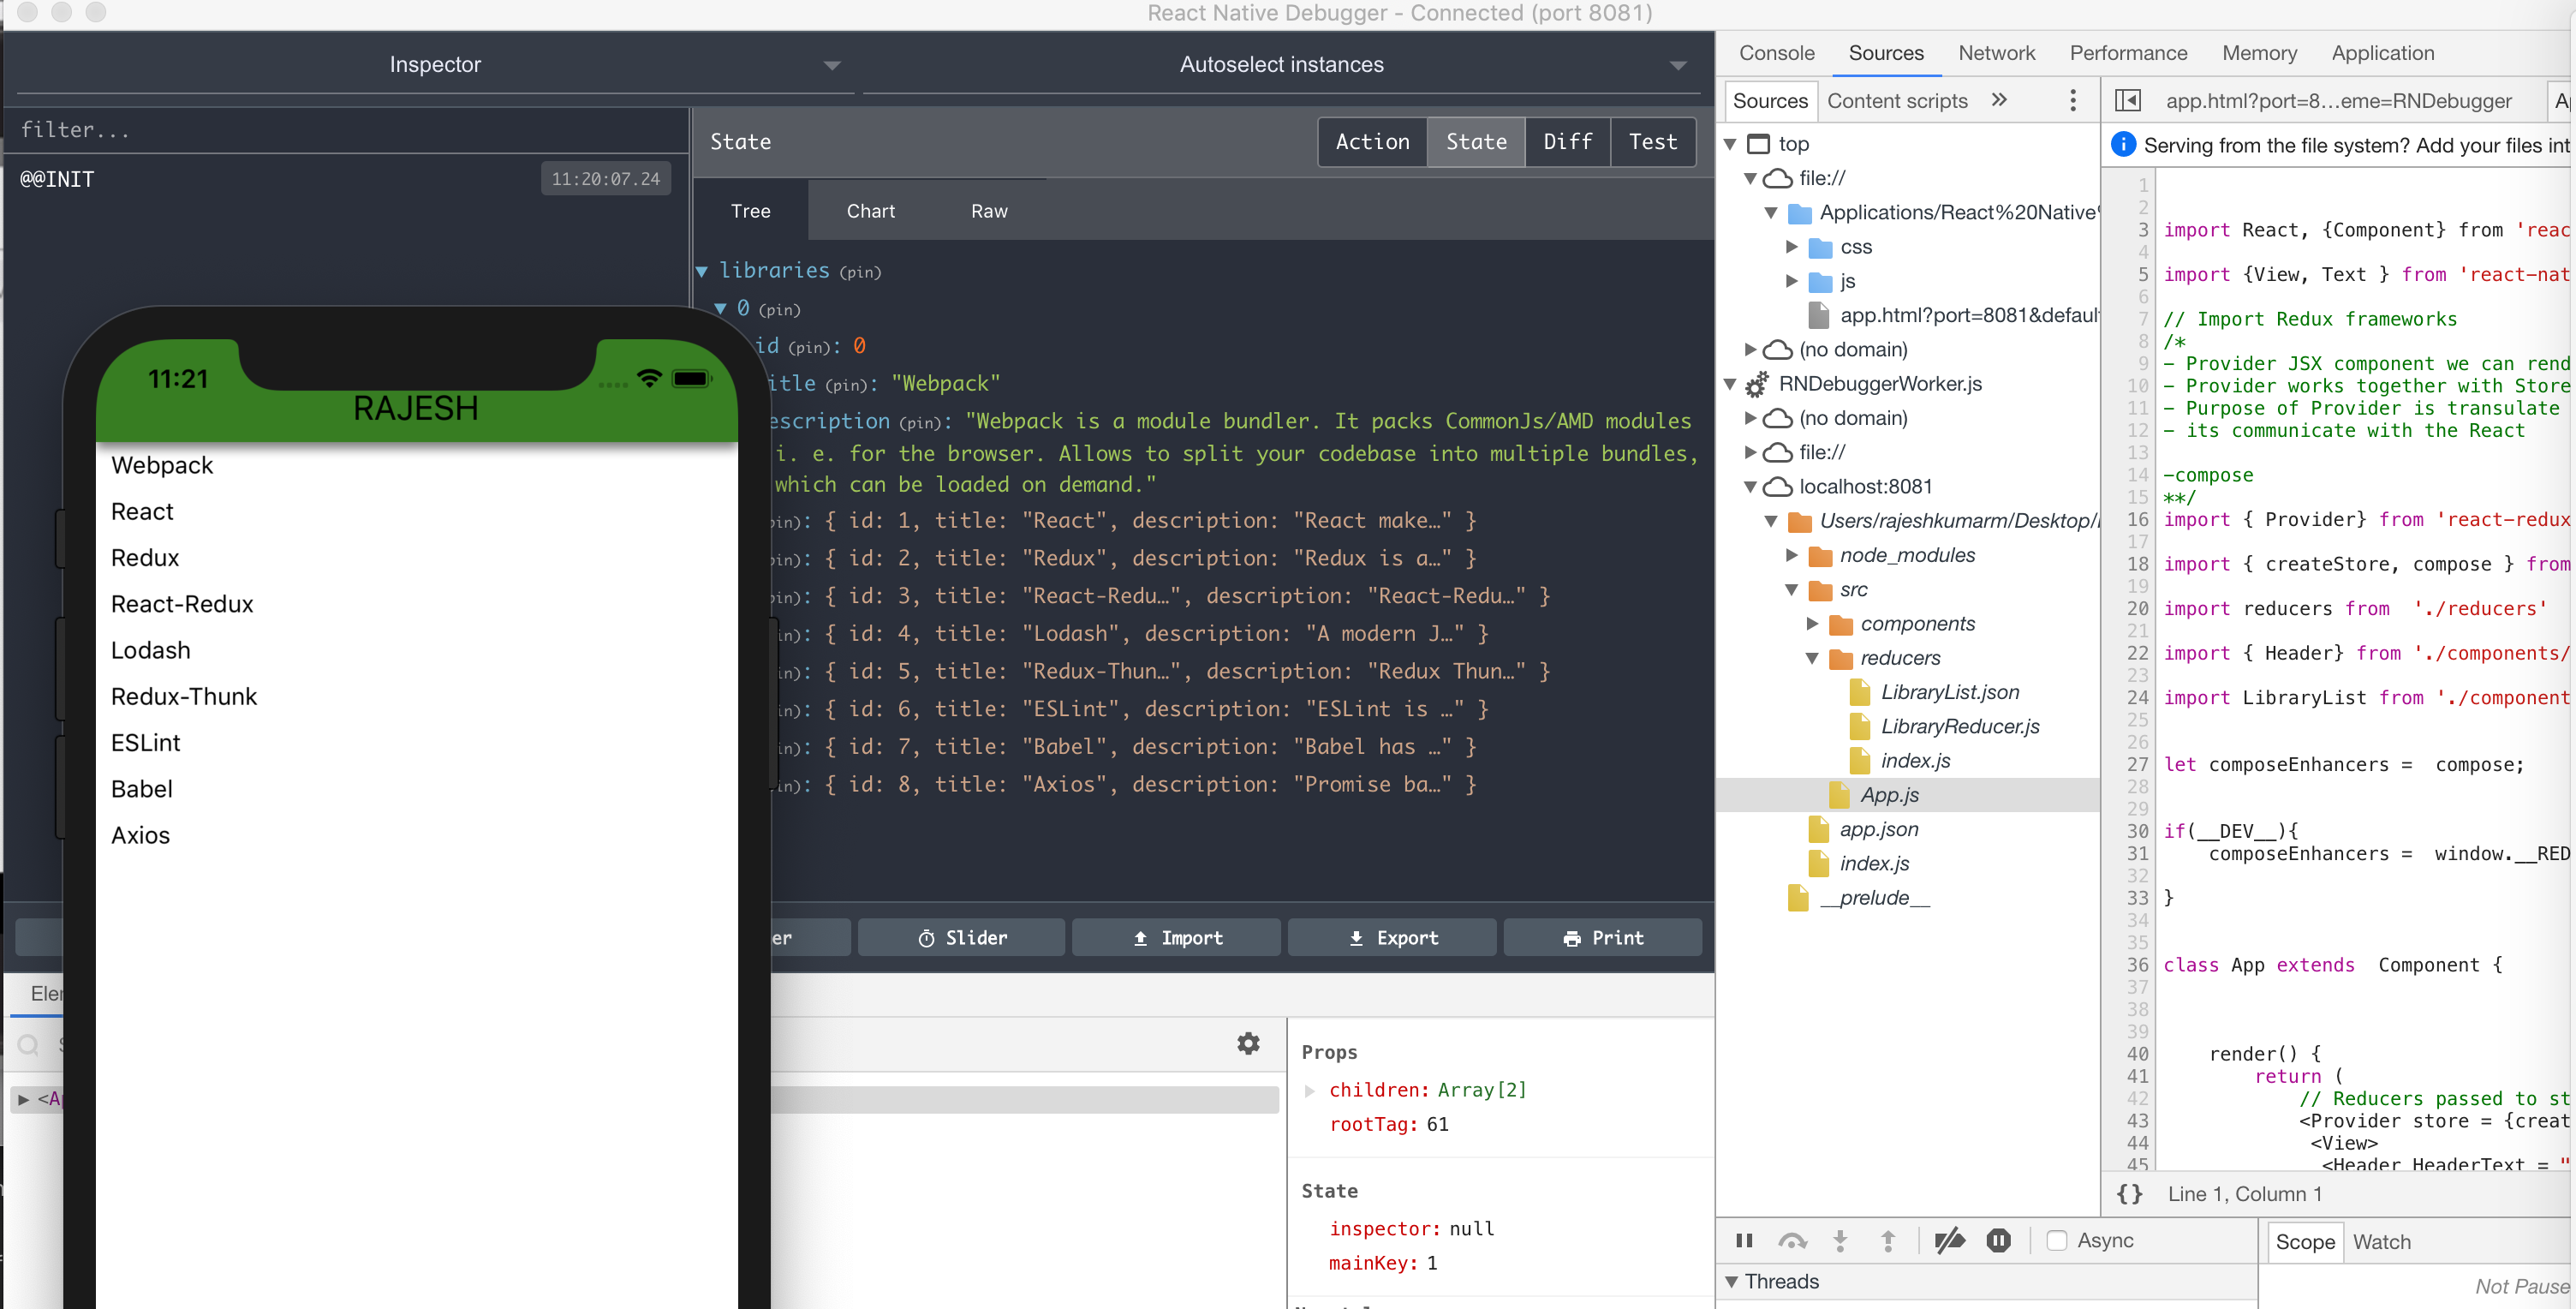 React Native Debugger - Connected (port 8081)
Inspector
Autoselect instances
filter...
@@INIT
11:20:07.24
State
Action
State
Diff
Test
Tree
Chart
Raw
libraries (pin)
0 (pin)
id (pin): 0
itle (pin): "Webpack"
escription (pin): "Webpack is a module bundler. It packs CommonJs/AMD modules
i. e. for the browser. Allows to split your codebase into multiple bundles,
which can be loaded on demand."
in): { id: 1, title: "React", description: "React make…" }
in): { id: 2, title: "Redux", description: "Redux is a…" }
in): { id: 3, title: "React-Redu…", description: "React-Redu…" }
in): { id: 4, title: "Lodash", description: "A modern J…" }
in): { id: 5, title: "Redux-Thun…", description: "Redux Thun…" }
in): { id: 6, title: "ESLint", description: "ESLint is …" }
in): { id: 7, title: "Babel", description: "Babel has …" }
in): { id: 8, title: "Axios", description: "Promise ba…" }
er
Slider
Import
Export
Print
11:21
RAJESH
Webpack
React
Redux
React-Redux
Lodash
Redux-Thunk
ESLint
Babel
Axios
Elem
<Ap
Props
children: Array[2]
rootTag: 61
State
inspector: null
mainKey: 1
Console
Sources
Network
Performance
Memory
Application
Sources
Content scripts
»
top
file://
Applications/React%20Native
css
js
app.html?port=8081&defaul
(no domain)
RNDebuggerWorker.js
(no domain)
file://
localhost:8081
Users/rajeshkumarm/Desktop/
node_modules
src
components
reducers
LibraryList.json
LibraryReducer.js
index.js
App.js
app.json
index.js
__prelude__
app.html?port=8…eme=RNDebugger
Serving from the file system? Add your files int
1
2
3 import React, {Component} from 'reac
4
5 import {View, Text } from 'react-nat
6
7 // Import Redux frameworks
8 /*
9 - Provider JSX component we can rend
10 - Provider works together with Store
11 - Purpose of Provider is transulate
12 - its communicate with the React
13
14 -compose
15 **/
16 import { Provider} from 'react-redux
17
18 import { createStore, compose } from
19
20 import reducers from './reducers'
21
22 import { Header} from './components/
23
24 import LibraryList from './component
25
26
27 let composeEnhancers = compose;
28
29
30 if(__DEV__){
31 composeEnhancers = window.__RED
32
33 }
34
35
36 class App extends Component {
37
38
39
40 render() {
41 return (
42 // Reducers passed to st
43 <Provider store = {creat
44 <View>
45 <Header HeaderText = "
{} Line 1, Column 1
Async
Scope
Watch
Threads
Not Pause